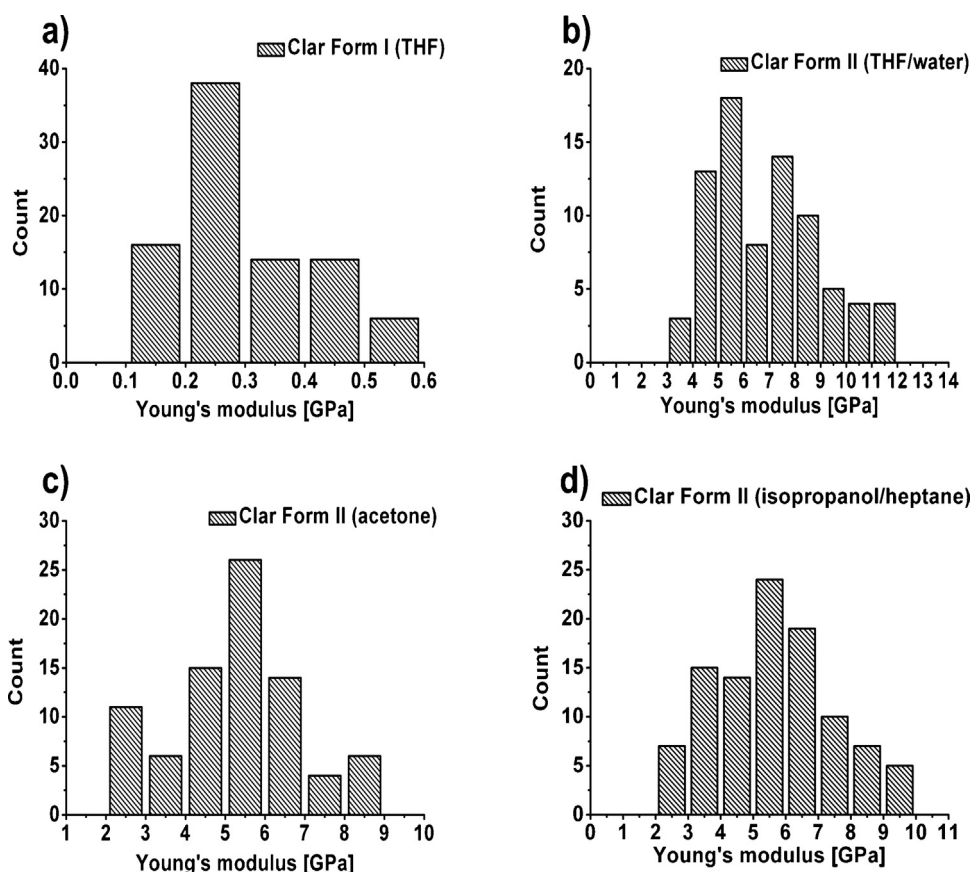 a)
Clar Form I (THF)
40
30
20
10
0
Count
0.0 0.1 0.2 0.3 0.4 0.5 0.6
Young's modulus [GPa]
b)
Clar Form II (THF/water)
20
15
10
5
0
Count
0 1 2 3 4 5 6 7 8 9 10 11 12 13 14
Young's modulus [GPa]
c)
Clar Form II (acetone)
30
25
20
15
10
5
0
Count
1 2 3 4 5 6 7 8 9 10
Young's modulus [GPa]
d)
Clar Form II (isopropanol/heptane)
30
25
20
15
10
5
0
Count
0 1 2 3 4 5 6 7 8 9 10 11
Young's modulus [GPa]